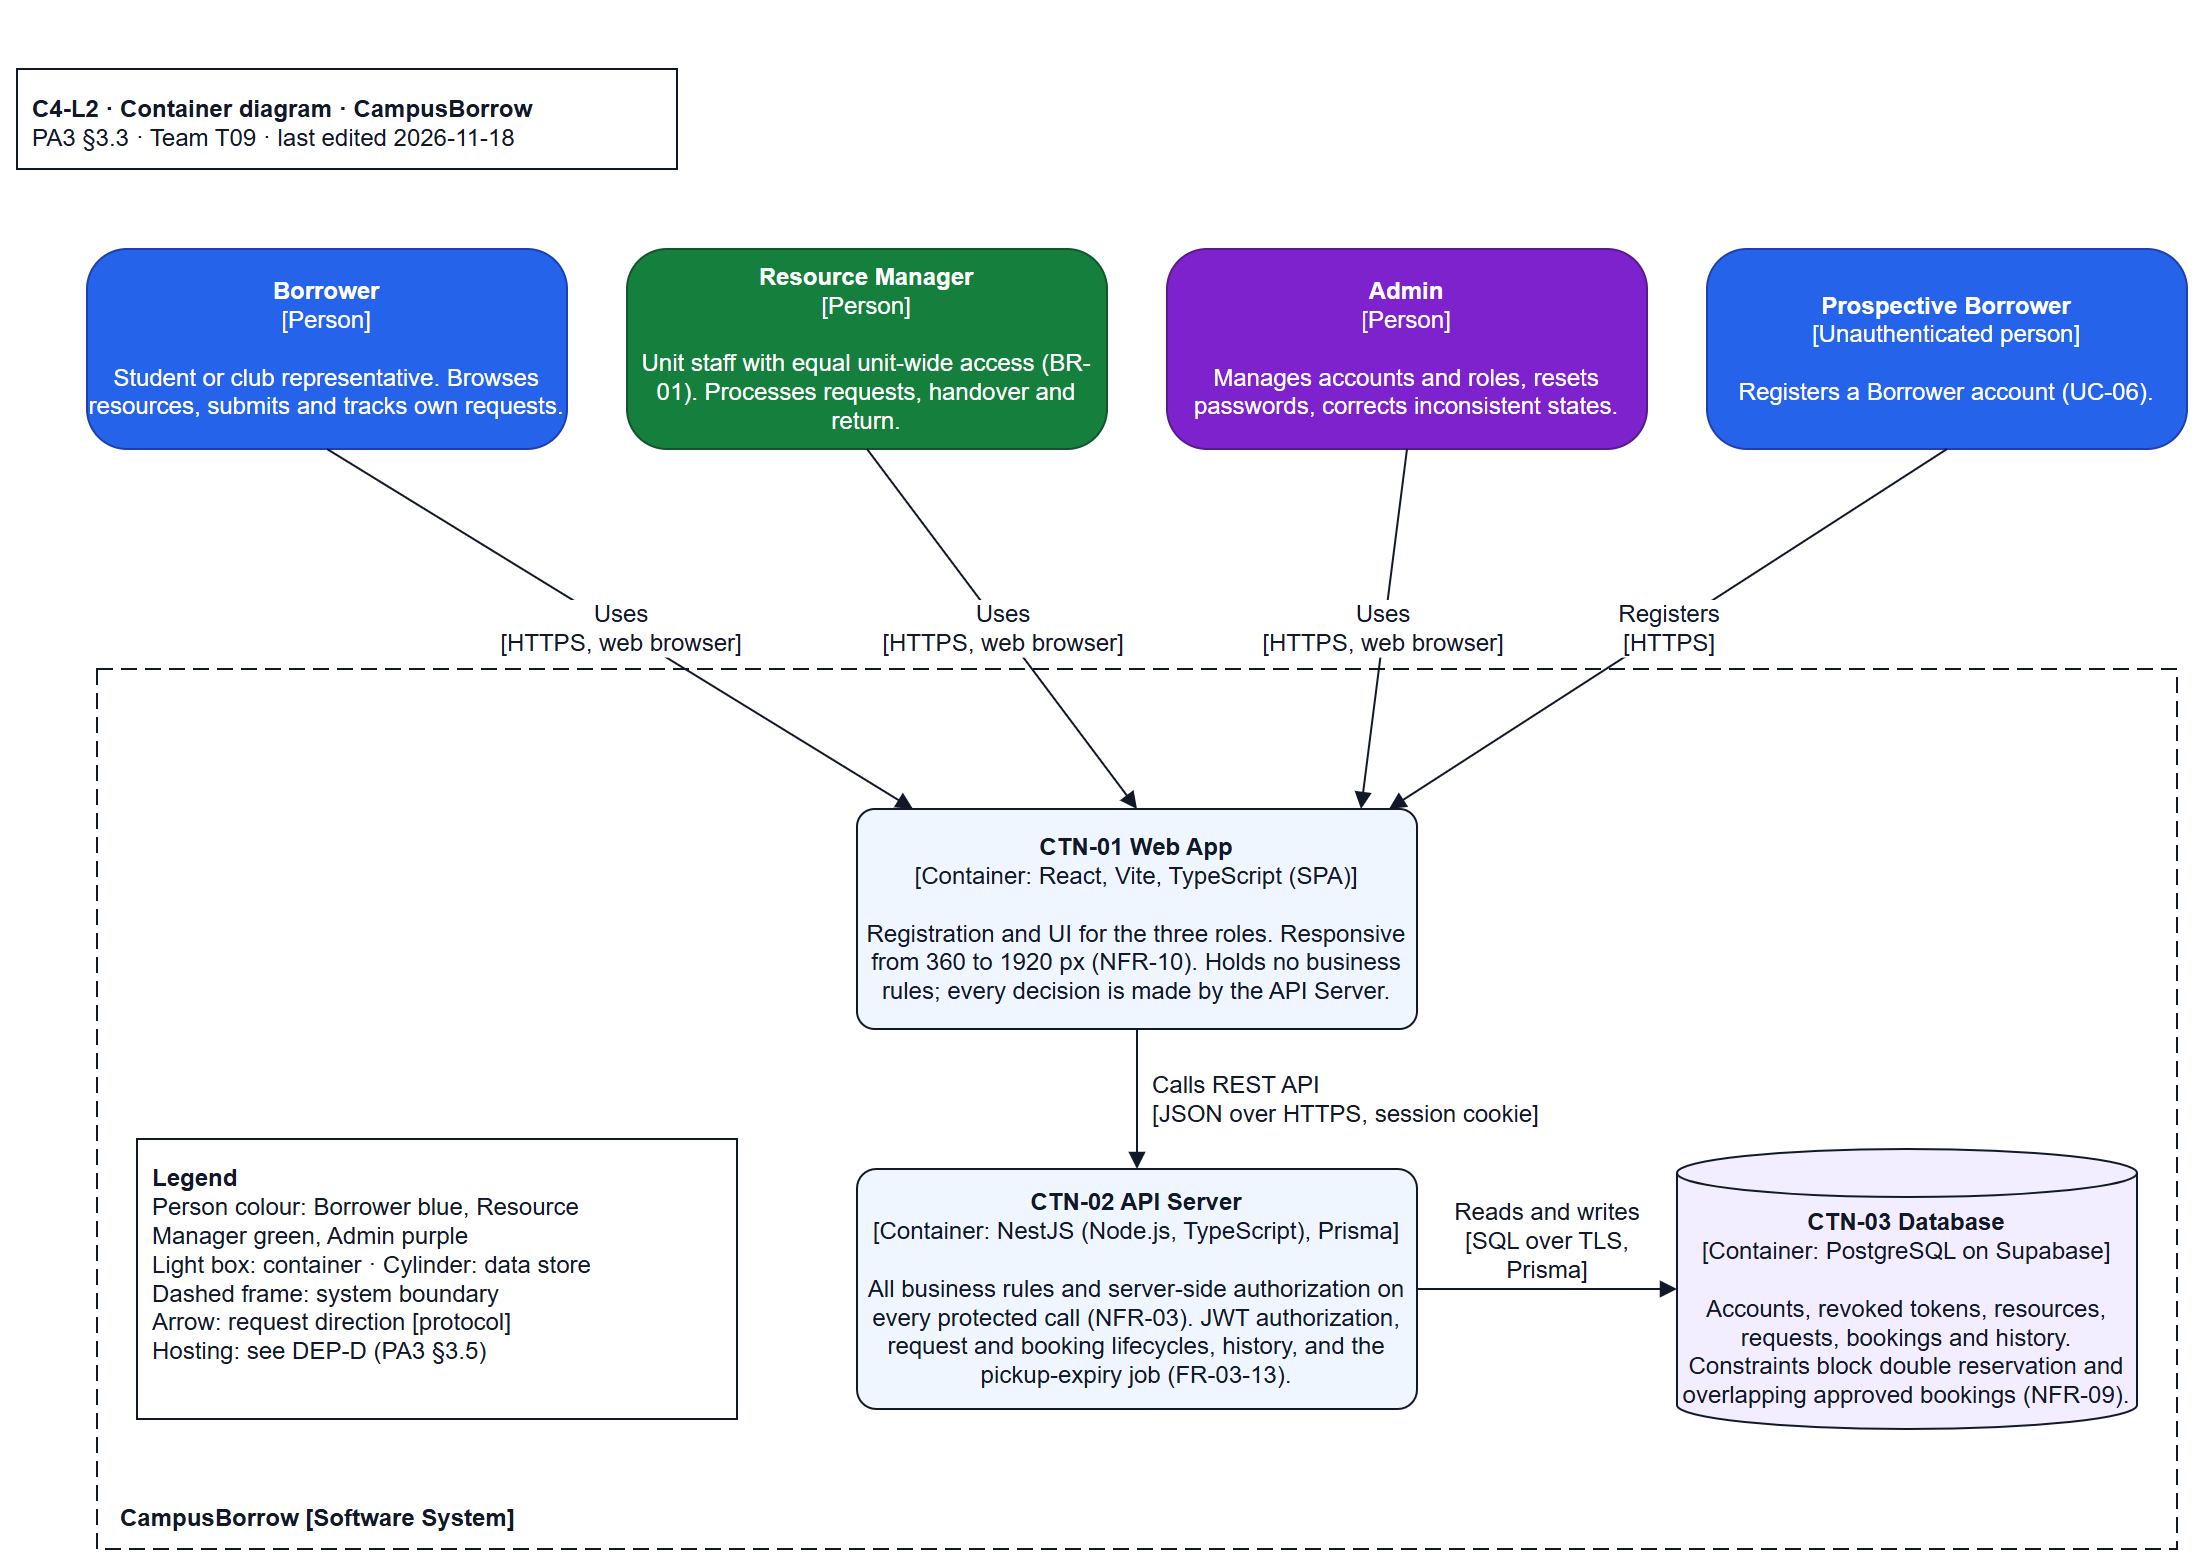 C4-L2 · Container diagram · CampusBorrow
PA3 §3.3 · Team T09 · last edited 2026-11-18
Borrower
[Person]
Student or club representative. Browses
resources, submits and tracks own requests.
Resource Manager
[Person]
Unit staff with equal unit-wide access (BR-
01). Processes requests, handover and
return.
Admin
[Person]
Manages accounts and roles, resets
passwords, corrects inconsistent states.
Prospective Borrower
[Unauthenticated person]
Registers a Borrower account (UC-06).
Uses
[HTTPS, web browser]
Uses
[HTTPS, web browser]
Uses
[HTTPS, web browser]
Registers
[HTTPS]
CTN-01 Web App
[Container: React, Vite, TypeScript (SPA)]
Registration and UI for the three roles. Responsive
from 360 to 1920 px (NFR-10). Holds no business
rules; every decision is made by the API Server.
Calls REST API
[JSON over HTTPS, session cookie]
Legend
Person colour: Borrower blue, Resource
Manager green, Admin purple
Light box: container · Cylinder: data store
Dashed frame: system boundary
Arrow: request direction [protocol]
Hosting: see DEP-D (PA3 §3.5)
CTN-02 API Server
[Container: NestJS (Node.js, TypeScript), Prisma]
All business rules and server-side authorization on
every protected call (NFR-03). JWT authorization,
request and booking lifecycles, history, and the
pickup-expiry job (FR-03-13).
Reads and writes
[SQL over TLS,
Prisma]
CTN-03 Database
[Container: PostgreSQL on Supabase]
Accounts, revoked tokens, resources,
requests, bookings and history.
Constraints block double reservation and
overlapping approved bookings (NFR-09).
CampusBorrow [Software System]